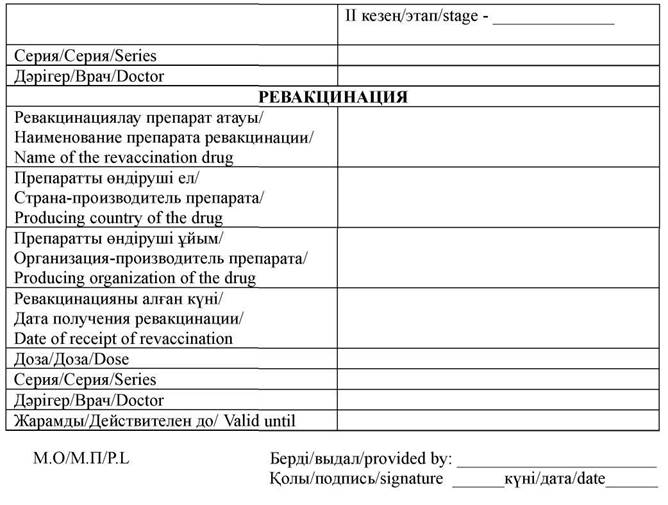 II кезең/этап/stage - _______________
Серия/Серия/Series
Дәрігер/Врач/Doctor
РЕВАКЦИНАЦИЯ
Ревакцинациялау препарат атауы/
Наименование препарата ревакцинации/
Name of the revaccination drug
Препаратты өндіруші ел/
Страна-производитель препарата/
Producing country of the drug
Препаратты өндіруші ұйым/
Организация-производитель препарата/
Producing organization of the drug
Ревакцинацияны алған күні/
Дата получения ревакцинации/
Date of receipt of revaccination
Доза/Доза/Dose
Серия/Серия/Series
Дәрігер/Врач/Doctor
Жарамды/Действителен до/ Valid until
М.О/М.П/P.L Берді/выдал/provided by: ____________________
Қолы/подпись/signature ______күні/дата/date______